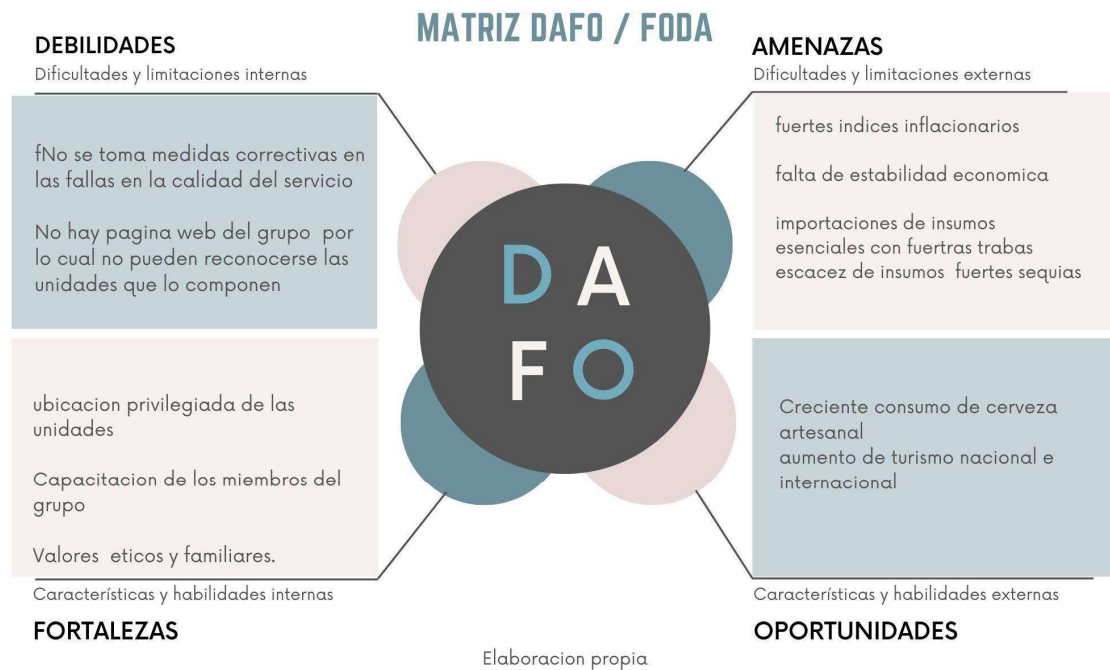 MATRIZ DAFO / FODA
DEBILIDADES
Dificultades y limitaciones internas
fNo se toma medidas correctivas en
las fallas en la calidad del servicio
No hay pagina web del grupo por
lo cual no pueden reconocerse las
unidades que lo componen
AMENAZAS
Dificultades y limitaciones externas
fuertes indices inflacionarios
falta de estabilidad economica
importaciones de insumos
esenciales con fuertras trabas
escacez de insumos fuertes sequias
D A
F O
ubicacion privilegiada de las
unidades
Capacitacion de los miembros del
grupo
Valores eticos y familiares.
Características y habilidades internas
FORTALEZAS
Creciente consumo de cerveza
artesanal
aumento de turismo nacional e
internacional
Características y habilidades externas
OPORTUNIDADES
Elaboracion propia